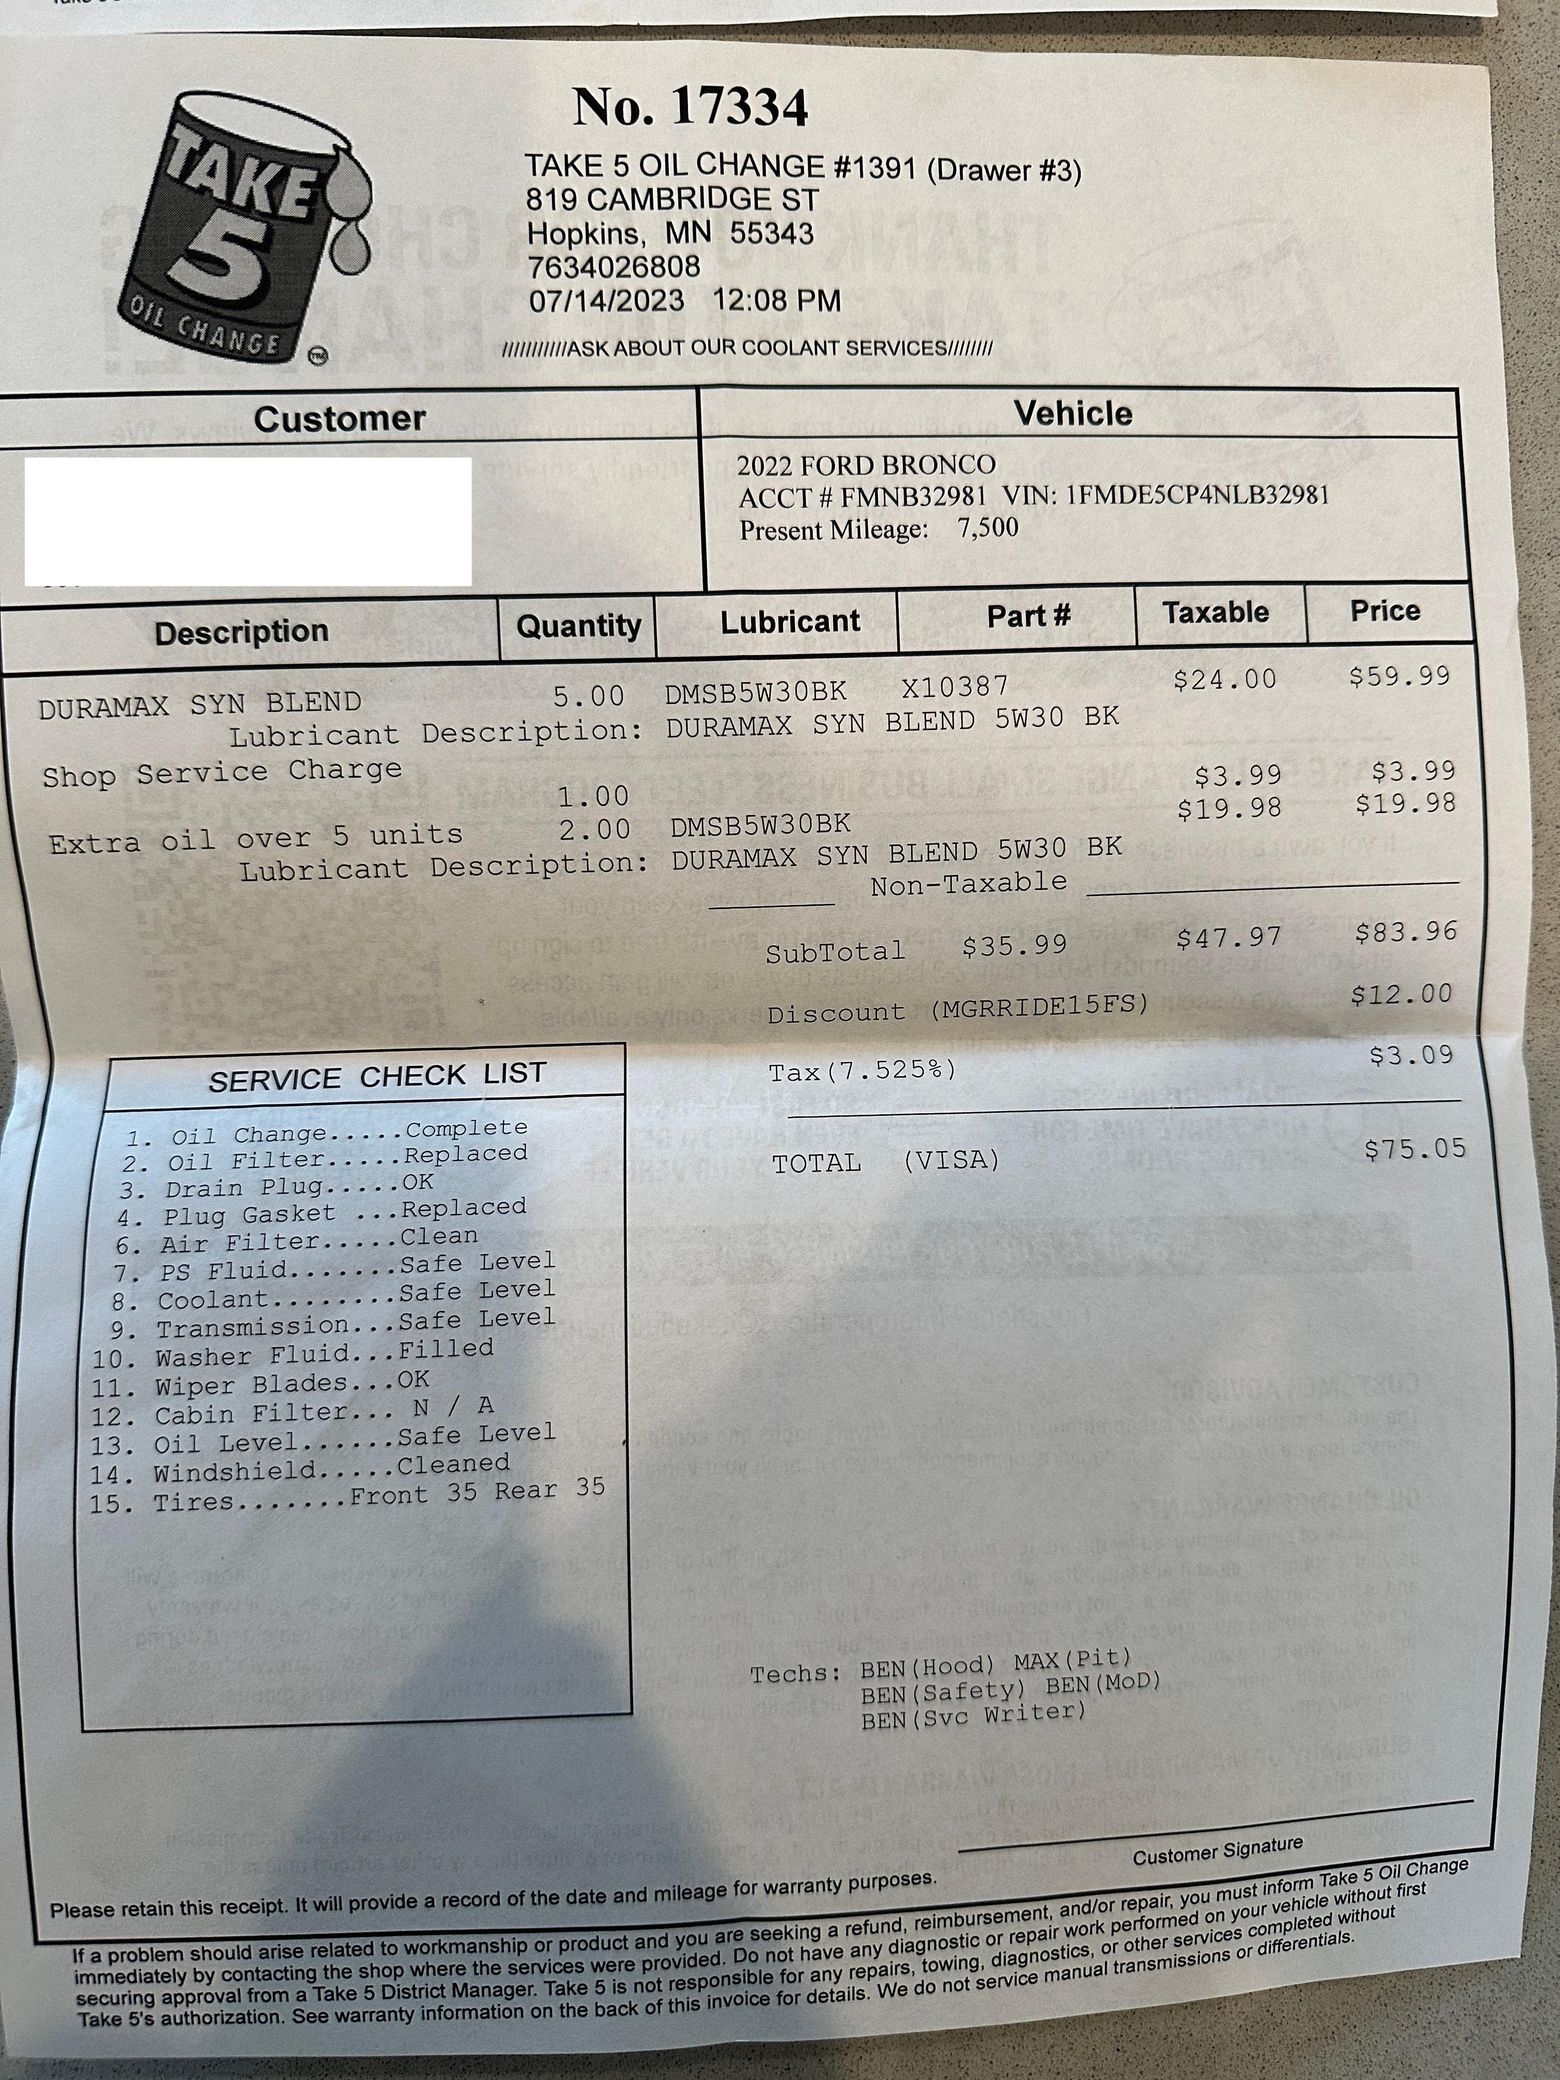 TAKE
5
OIL CHANGE
TM
No. 17334
TAKE 5 OIL CHANGE #1391 (Drawer #3)
819 CAMBRIDGE ST
Hopkins, MN 55343
7634026808
07/14/2023 12:08 PM
///////////ASK ABOUT OUR COOLANT SERVICES////////
Customer Vehicle
2022 FORD BRONCO
ACCT # FMNB32981 VIN: 1FMDE5CP4NLB32981
Present Mileage: 7,500
Description Quantity Lubricant Part # Taxable Price
DURAMAX SYN BLEND 5.00 DMSB5W30BK X10387 $24.00 $59.99
Lubricant Description: DURAMAX SYN BLEND 5W30 BK
Shop Service Charge 1.00 $3.99 $3.99
Extra oil over 5 units 2.00 DMSB5W30BK $19.98 $19.98
Lubricant Description: DURAMAX SYN BLEND 5W30 BK
Non-Taxable
SubTotal $35.99 $47.97 $83.96
Discount (MGRRIDE15FS) $12.00
Tax(7.525%) $3.09
TOTAL (VISA) $75.05
SERVICE CHECK LIST
1. Oil Change.....Complete
2. Oil Filter.....Replaced
3. Drain Plug.....OK
4. Plug Gasket ...Replaced
6. Air Filter.....Clean
7. PS Fluid.......Safe Level
8. Coolant........Safe Level
9. Transmission...Safe Level
10. Washer Fluid...Filled
11. Wiper Blades...OK
12. Cabin Filter... N / A
13. Oil Level......Safe Level
14. Windshield.....Cleaned
15. Tires.......Front 35 Rear 35
Techs: BEN(Hood) MAX(Pit)
BEN(Safety) BEN(MoD)
BEN(Svc Writer)
Customer Signature
Please retain this receipt. It will provide a record of the date and mileage for warranty purposes.
If a problem should arise related to workmanship or product and you are seeking a refund, reimbursement, and/or repair, you must inform Take 5 Oil Change
immediately by contacting the shop where the services were provided. Do not have any diagnostic or repair work performed on your vehicle without first
securing approval from a Take 5 District Manager. Take 5 is not responsible for any repairs, towing, diagnostics, or other services completed without
Take 5's authorization. See warranty information on the back of this invoice for details. We do not service manual transmissions or differentials.